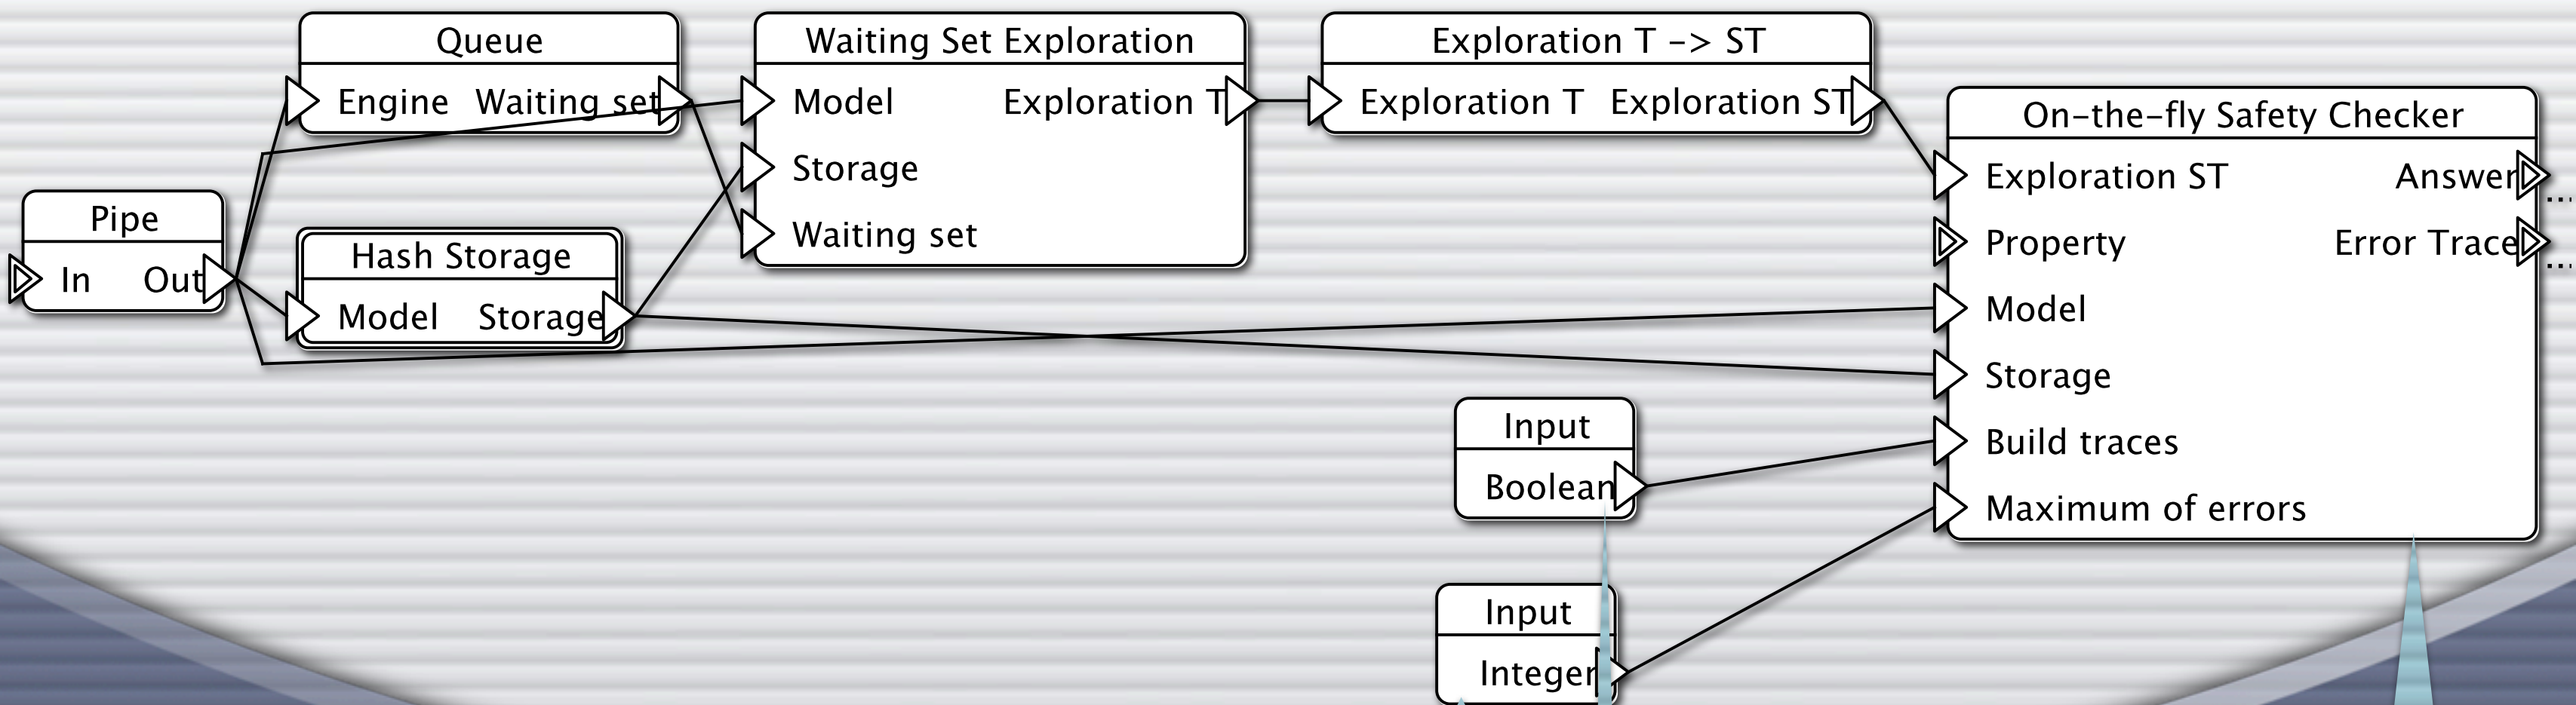 Queue
Engine Waiting set
Waiting Set Exploration
Model Exploration T
Storage
Waiting set
Exploration T -> ST
Exploration T Exploration ST
On-the-fly Safety Checker
Exploration ST Answer
Property Error Trace
Model
Storage
Build traces
Maximum of errors
Pipe
In Out
Hash Storage
Model Storage
Input
Boolean
Input
Integer
...
...